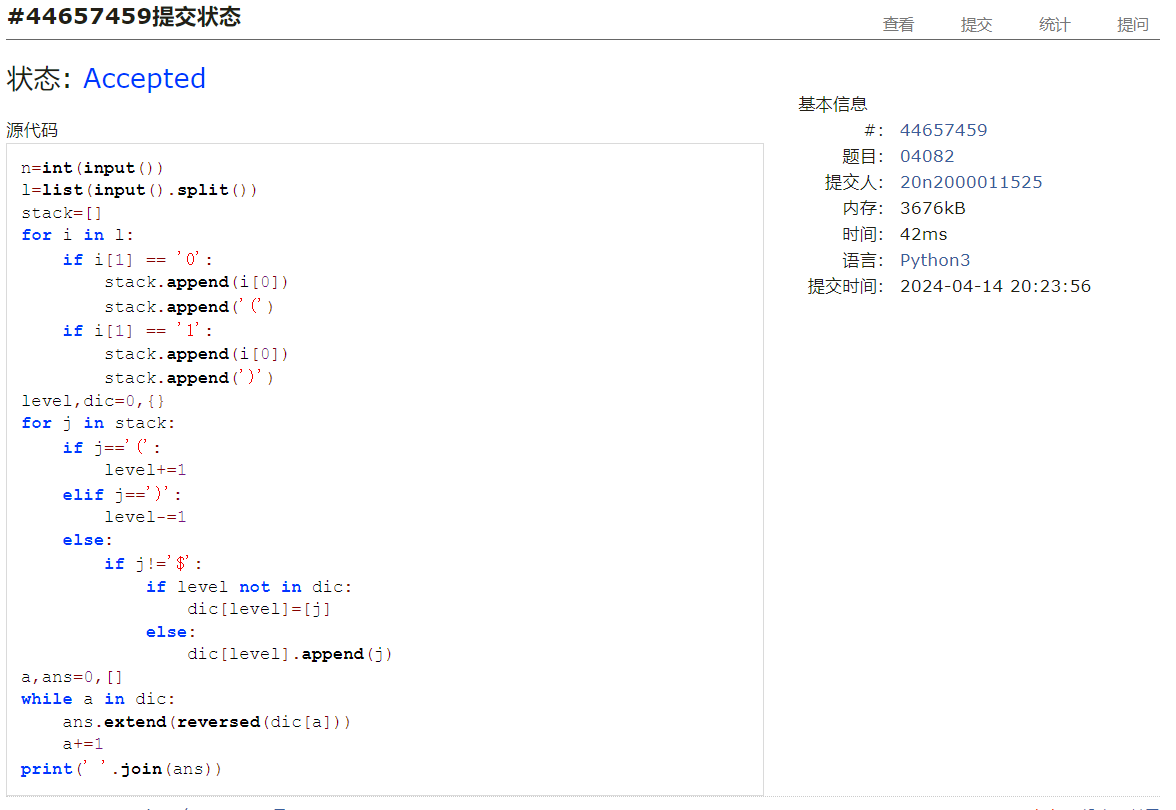 #44657459提交状态
查看 提交 统计 提问
状态: Accepted
基本信息
#: 44657459
题目: 04082
提交人: 20n2000011525
内存: 3676kB
时间: 42ms
语言: Python3
提交时间: 2024-04-14 20:23:56
源代码
n=int(input())
l=list(input().split())
stack=[]
for i in l:
    if i[1] == '0':
        stack.append(i[0])
        stack.append('(')
    if i[1] == '1':
        stack.append(i[0])
        stack.append(')')
level,dic=0,{}
for j in stack:
    if j=='(':
        level+=1
    elif j==')':
        level-=1
    else:
        if j!='$':
            if level not in dic:
                dic[level]=[j]
            else:
                dic[level].append(j)
a,ans=0,[]
while a in dic:
    ans.extend(reversed(dic[a]))
    a+=1
print(' '.join(ans))